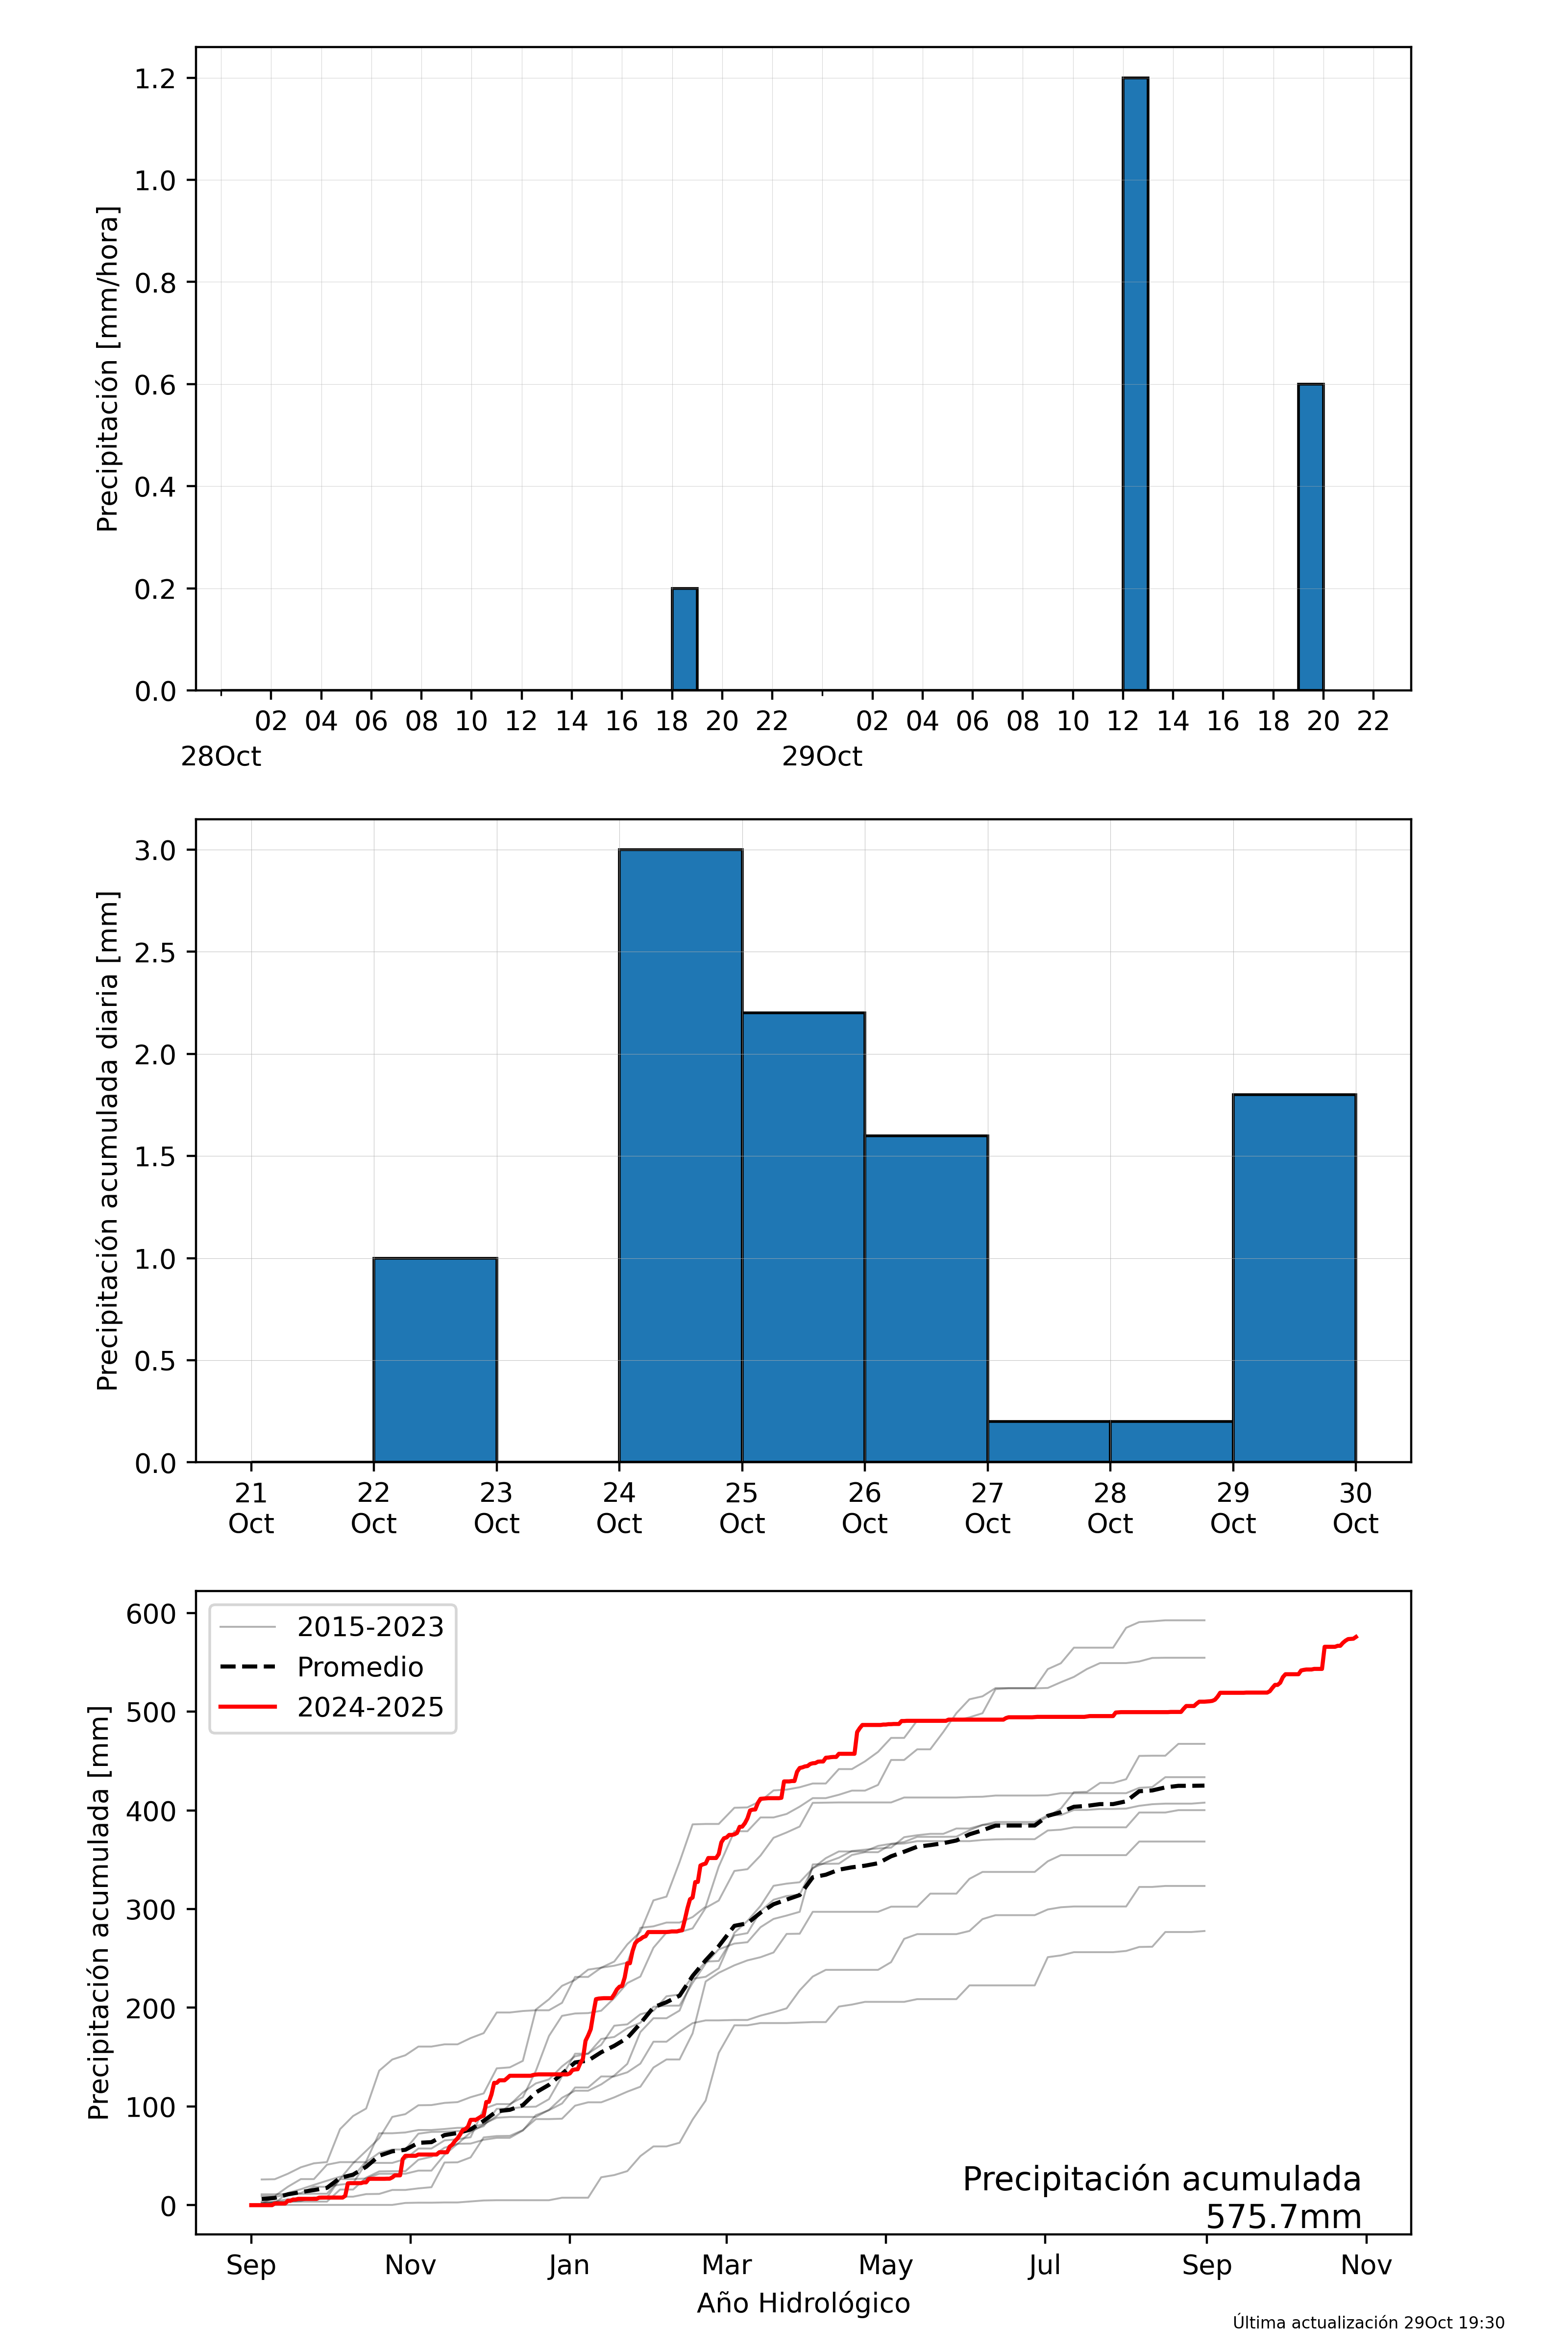 1.2
1.0
0.8
0.6
0.4
0.2
0.0
Precipitación [mm/hora]
02 04 06 08 10 12 14 16 18 20 22 02 04 06 08 10 12 14 16 18 20 22
28Oct 29Oct
3.0
2.5
2.0
1.5
1.0
0.5
0.0
Precipitación acumulada diaria [mm]
21 22 23 24 25 26 27 28 29 30
Oct Oct Oct Oct Oct Oct Oct Oct Oct Oct
600
500
400
300
200
100
0
Precipitación acumulada [mm]
2015-2023
Promedio
2024-2025
Precipitación acumulada
575.7mm
Sep Nov Jan Mar May Jul Sep Nov
Año Hidrológico
Última actualización 29Oct 19:30